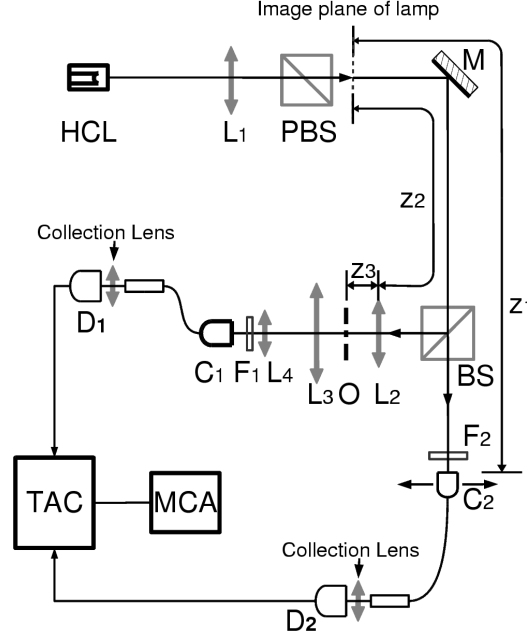 Image plane of lamp
M
HCL
L1
PBS
z2
z1
Collection Lens
z3
D1
C1
F1
L4
L3
O
L2
BS
F2
C2
TAC
MCA
Collection Lens
D2